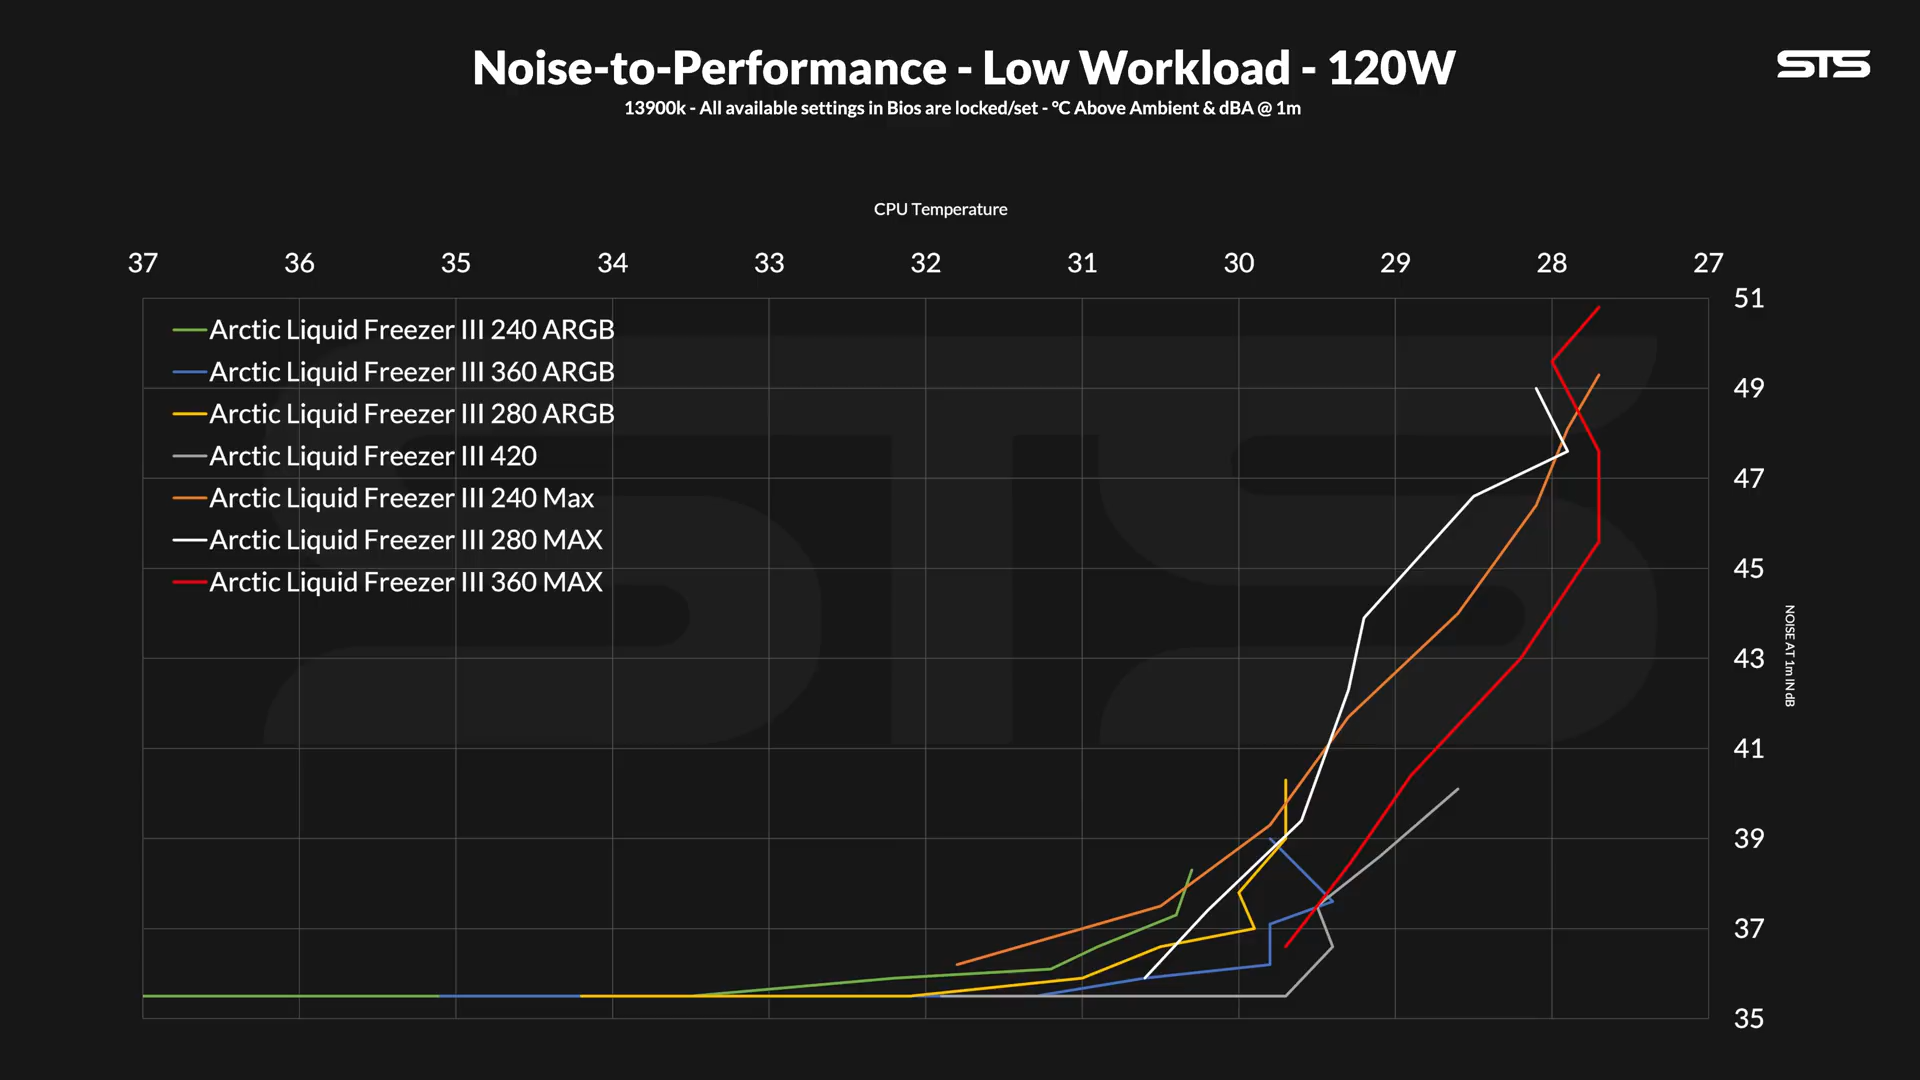 Noise-to-Performance - Low Workload - 120W
STS
13900k - All available settings in Bios are locked/set - °C Above Ambient & dBA @ 1m
CPU Temperature
37 36 35 34 33 32 31 30 29 28 27
51
Arctic Liquid Freezer III 240 ARGB
Arctic Liquid Freezer III 360 ARGB
49
Arctic Liquid Freezer III 280 ARGB
Arctic Liquid Freezer III 420
47
Arctic Liquid Freezer III 240 Max
Arctic Liquid Freezer III 280 MAX
45
Arctic Liquid Freezer III 360 MAX
STS
NOISE AT 1m IN dB
43
41
39
37
35